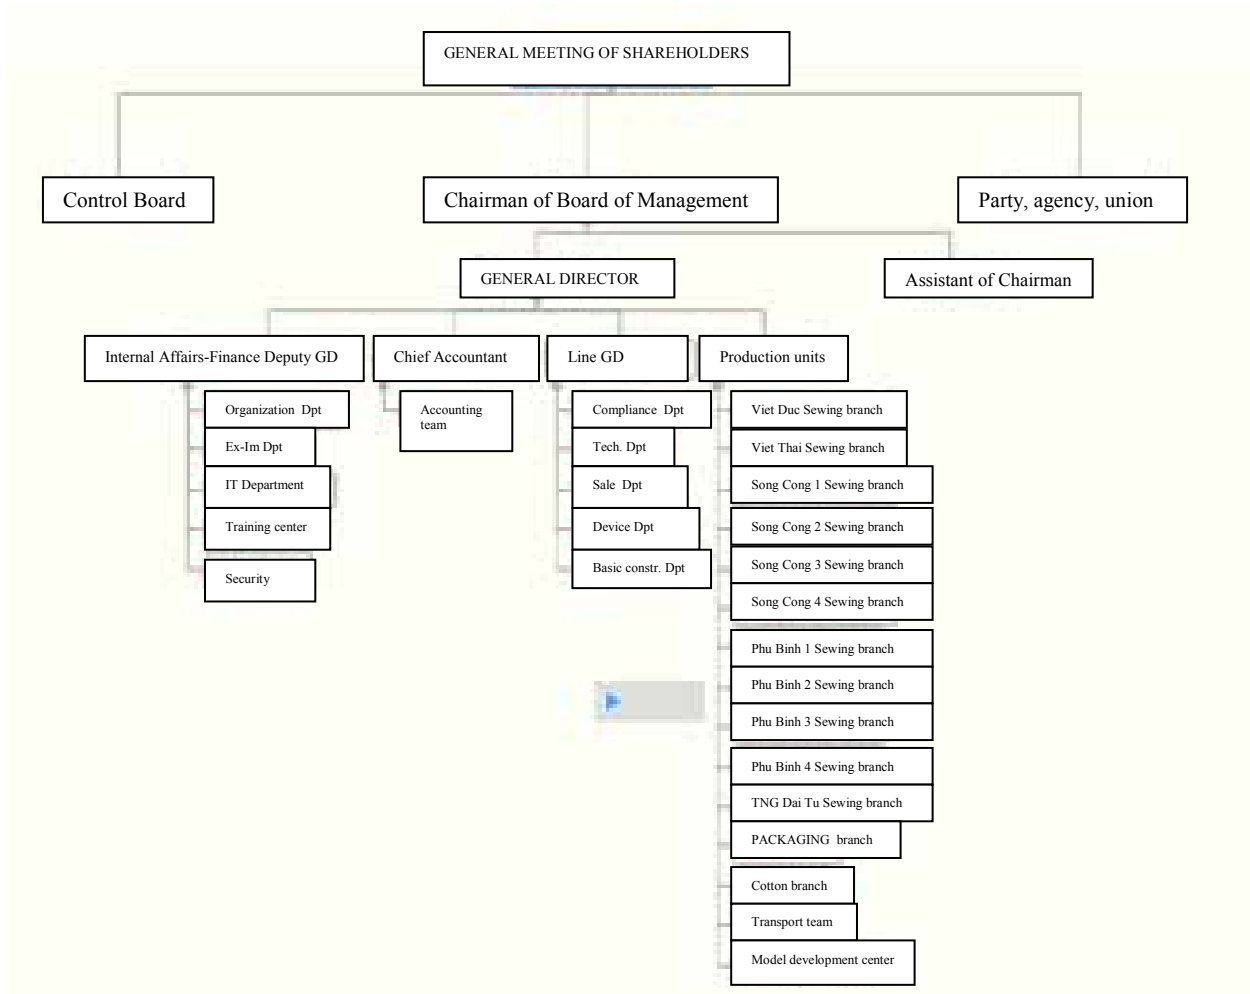 GENERAL MEETING OF SHAREHOLDERS
Control Board
Chairman of Board of Management
Party, agency, union
GENERAL DIRECTOR
Assistant of Chairman
Internal Affairs-Finance Deputy GD
Chief Accountant
Line GD
Production units
Organization Dpt
Ex-Im Dpt
IT Department
Training center
Security
Accounting
team
Compliance Dpt
Tech. Dpt
Sale Dpt
Device Dpt
Basic constr. Dpt
Viet Duc Sewing branch
Viet Thai Sewing branch
Song Cong 1 Sewing branch
Song Cong 2 Sewing branch
Song Cong 3 Sewing branch
Song Cong 4 Sewing branch
Phu Binh 1 Sewing branch
Phu Binh 2 Sewing branch
Phu Binh 3 Sewing branch
Phu Binh 4 Sewing branch
TNG Dai Tu Sewing branch
PACKAGING branch
Cotton branch
Transport team
Model development center